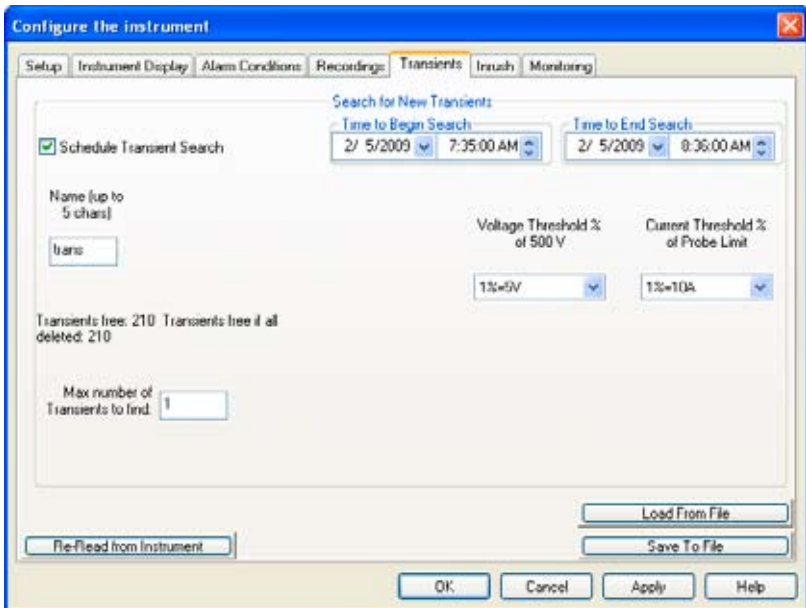 Configure the instrument
Setup Instrument Display Alarm Conditions Recordings Transients Inrush Monitoring
Search for New Transients
Time to Begin Search Time to End Search
Schedule Transient Search 2/ 5/2009 7:35:00 AM 2/ 5/2009 8:36:00 AM
Name (up to
5 chars)
trans
Voltage Threshold %
of 500 V
Current Threshold %
of Probe Limit
1%=5V 1%=10A
Transients free: 210 Transients free if all
deleted: 210
Max number of
Transients to find: 1
Load From File
Re-Read from Instrument Save To File
OK Cancel Apply Help